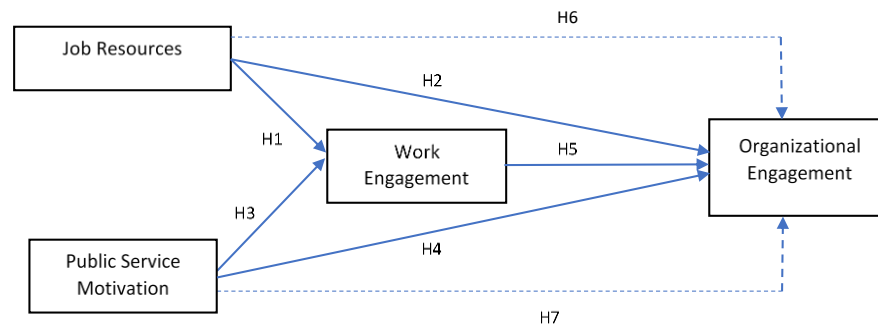 H6
Job Resources
H2
H1
Work
Engagement
H5
Organizational
Engagement
H3
H4
Public Service
Motivation
H7